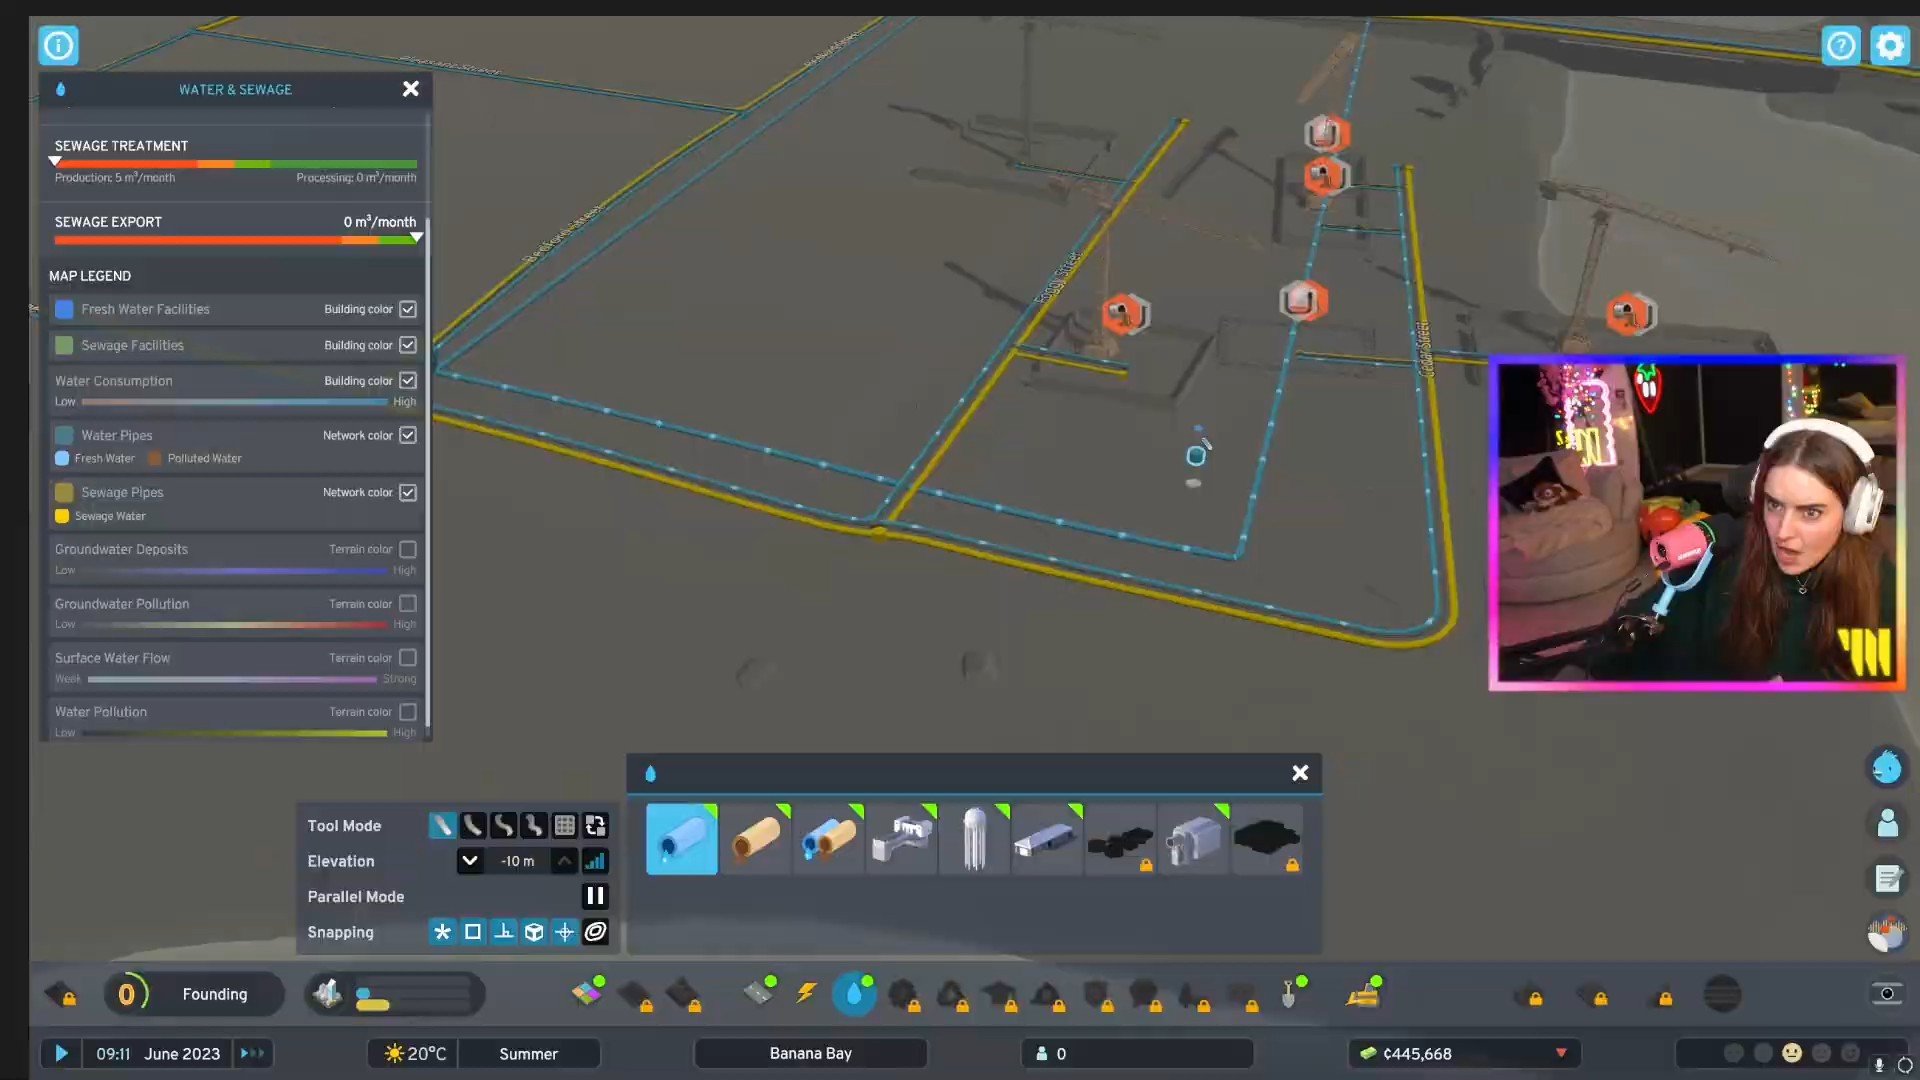 WATER & SEWAGE
SEWAGE TREATMENT
Production: 5 m³/month
Processing: 0 m³/month
SEWAGE EXPORT
0 m³/month
MAP LEGEND
Fresh Water Facilities
Building color
Sewage Facilities
Building color
Water Consumption
Building color
Low
High
Water Pipes
Network color
Fresh Water
Polluted Water
Sewage Pipes
Network color
Sewage Water
Groundwater Deposits
Terrain color
Low
High
Groundwater Pollution
Terrain color
Low
High
Surface Water Flow
Terrain color
Weak
Strong
Water Pollution
Terrain color
Low
High
Bedford Street
Foggy Street
Cedar Street
Tool Mode
Elevation
-10 m
Parallel Mode
Snapping
0
Founding
09:11
June 2023
20°C
Summer
Banana Bay
0
¢445,668